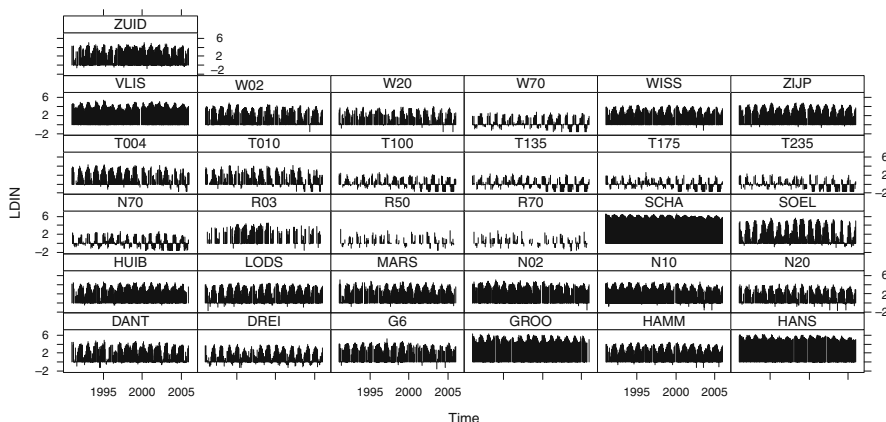 ZUID
6
2
−2
VLIS W02 W20 W70 WISS ZIJP
6
2
−2
T004 T010 T100 T135 T175 T235
6
2
−2
LDIN
N70 R03 R50 R70 SCHA SOEL
6
2
−2
HUIB LODS MARS N02 N10 N20
6
2
−2
DANT DREI G6 GROO HAMM HANS
6
2
−2
1995 2000 2005 1995 2000 2005 1995 2000 2005
Time